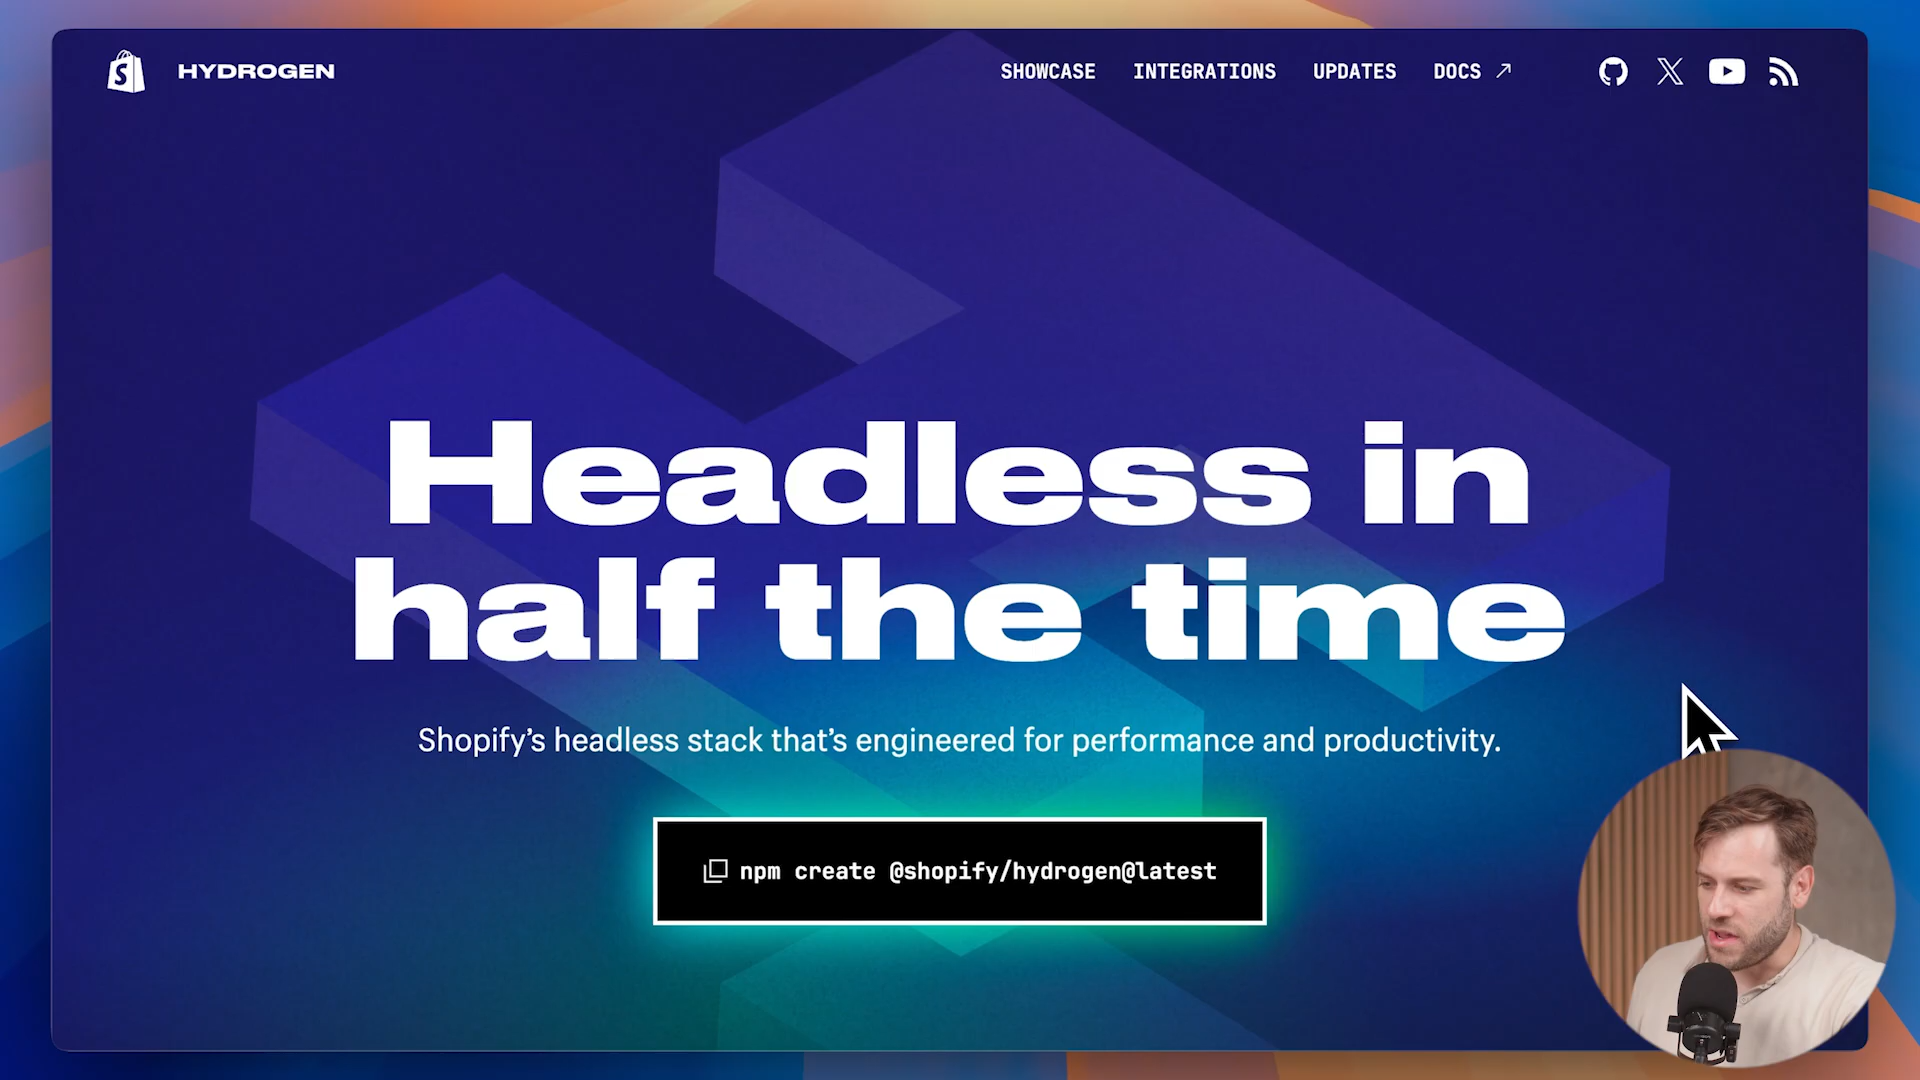 HYDROGEN
SHOWCASE
INTEGRATIONS
UPDATES
DOCS
Headless in
half the time
Shopify’s headless stack that’s engineered for performance and productivity.
npm create @shopify/hydrogen@latest